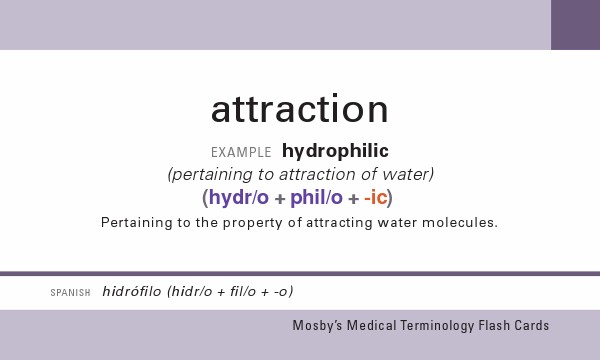 attraction
EXAMPLE hydrophilic
(pertaining to attraction of water)
(hydr/o + phil/o + -ic)
Pertaining to the property of attracting water molecules.
SPANISH hidrófilo (hidr/o + fil/o + -o)
Mosby's Medical Terminology Flash Cards